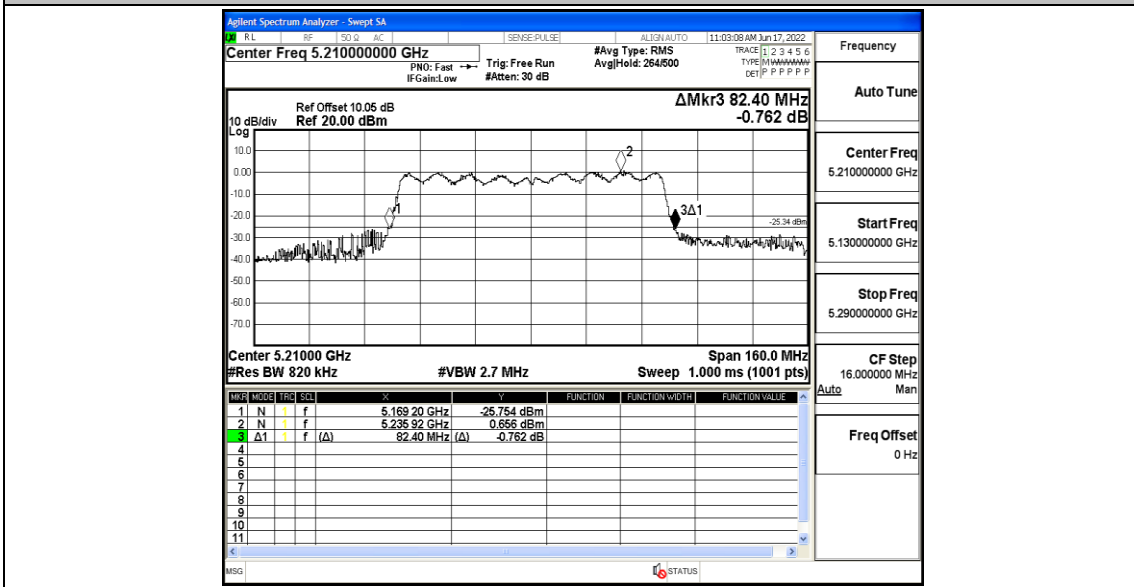 Agilent Spectrum Analyzer - Swept SA
LXI RL RF 50 Ω AC SENSE:PULSE ALIGN AUTO 11:03:08 AM Jun 17, 2022
Center Freq 5.210000000 GHz
PNO: Fast
IFGain:Low
Trig: Free Run
#Atten: 30 dB
#Avg Type: RMS
Avg|Hold: 264/500
TRACE 1 2 3 4 5 6
TYPE M WWWWW
DET P P P P P P
Ref Offset 10.05 dB
10 dB/div Ref 20.00 dBm
Log
ΔMkr3 82.40 MHz
-0.762 dB
10.0
0.00
-10.0
-20.0
-30.0
-40.0
-50.0
-60.0
-70.0
1
2
3Δ1
-25.34 dBm
Center 5.21000 GHz Span 160.0 MHz
#Res BW 820 kHz #VBW 2.7 MHz Sweep 1.000 ms (1001 pts)
MKR MODE TRC SCL X Y FUNCTION FUNCTION WIDTH FUNCTION VALUE
1 N 1 f 5.169 20 GHz -25.754 dBm
2 N 1 f 5.235 92 GHz 0.656 dBm
3 Δ1 1 f (Δ) 82.40 MHz (Δ) -0.762 dB
4
5
6
7
8
9
10
11
MSG STATUS
Frequency
Auto Tune
Center Freq
5.210000000 GHz
Start Freq
5.130000000 GHz
Stop Freq
5.290000000 GHz
CF Step
16.000000 MHz
Auto Man
Freq Offset
0 Hz